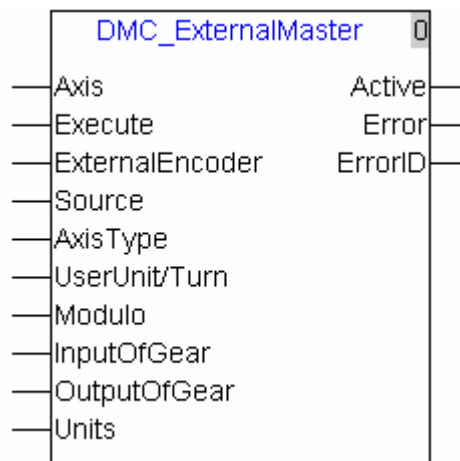 DMC_ExternalMaster 0
Axis Active
Execute Error
ExternalEncoder ErrorID
Source
AxisType
UserUnit/Turn
Modulo
InputOfGear
OutputOfGear
Units